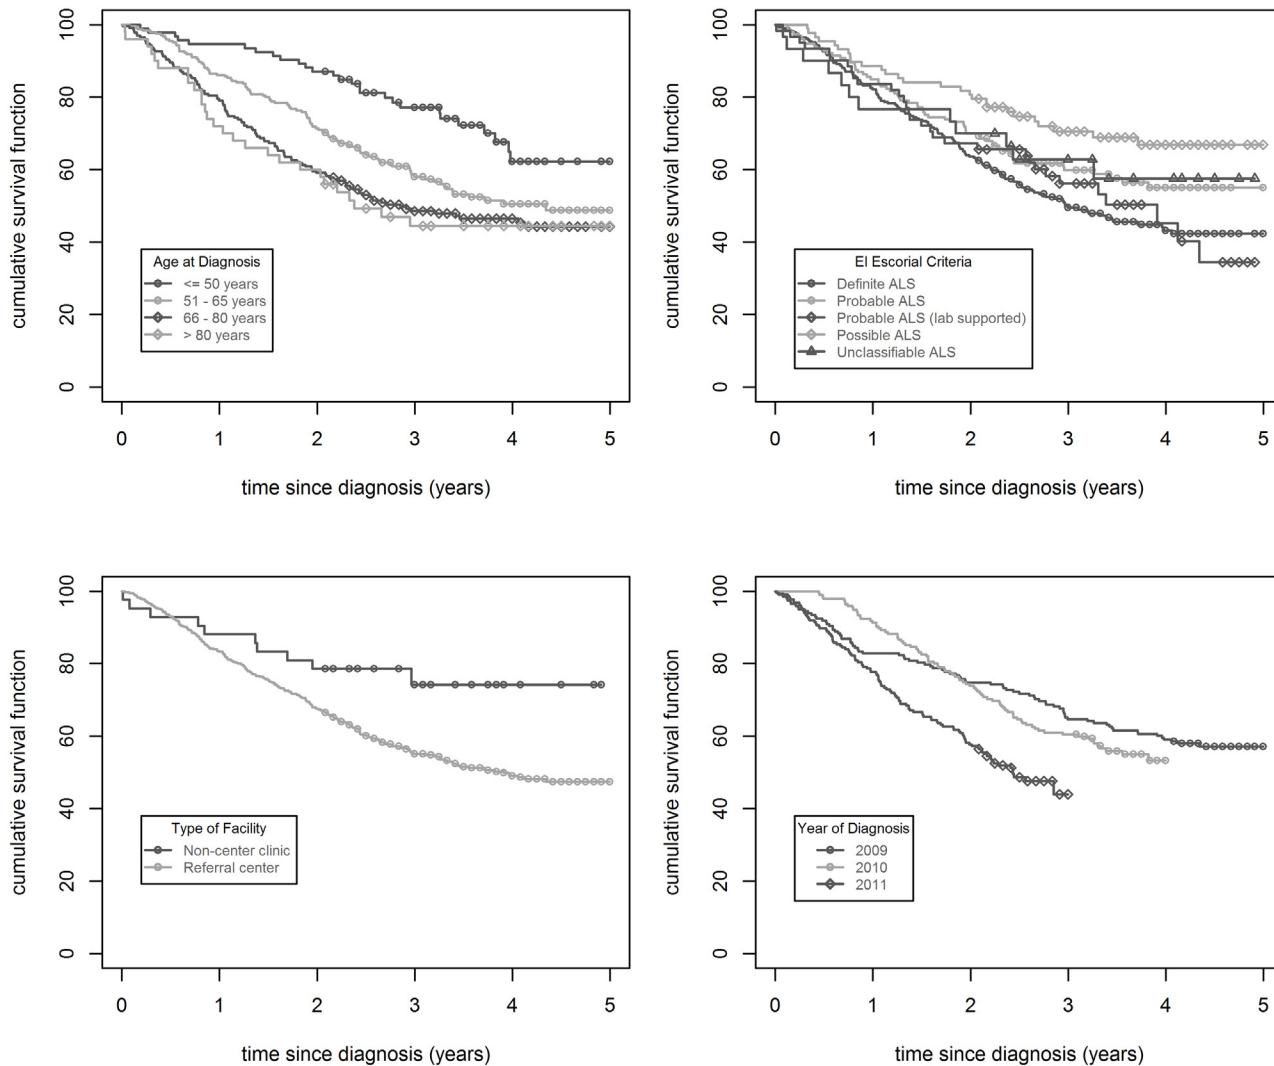 cumulative survival function
100
80
60
40
20
0
Age at Diagnosis
<= 50 years
51 - 65 years
66 - 80 years
> 80 years
0 1 2 3 4 5
time since diagnosis (years)
cumulative survival function
100
80
60
40
20
0
El Escorial Criteria
Definite ALS
Probable ALS
Probable ALS (lab supported)
Possible ALS
Unclassifiable ALS
0 1 2 3 4 5
time since diagnosis (years)
cumulative survival function
100
80
60
40
20
0
Type of Facility
Non-center clinic
Referral center
0 1 2 3 4 5
time since diagnosis (years)
cumulative survival function
100
80
60
40
20
0
Year of Diagnosis
2009
2010
2011
0 1 2 3 4 5
time since diagnosis (years)